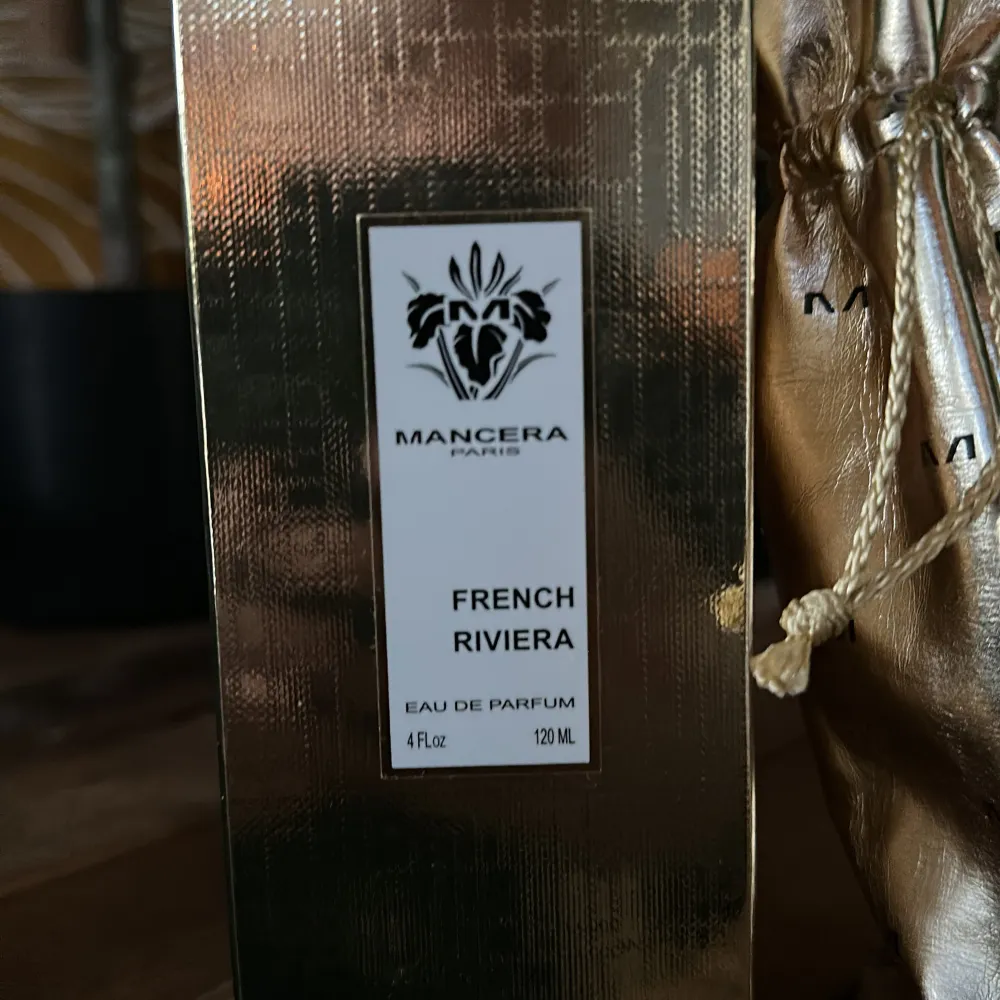 M
MANCERA
PARIS
FRENCH
RIVIERA
EAU DE PARFUM
4 FLoz 120 ML
M
M